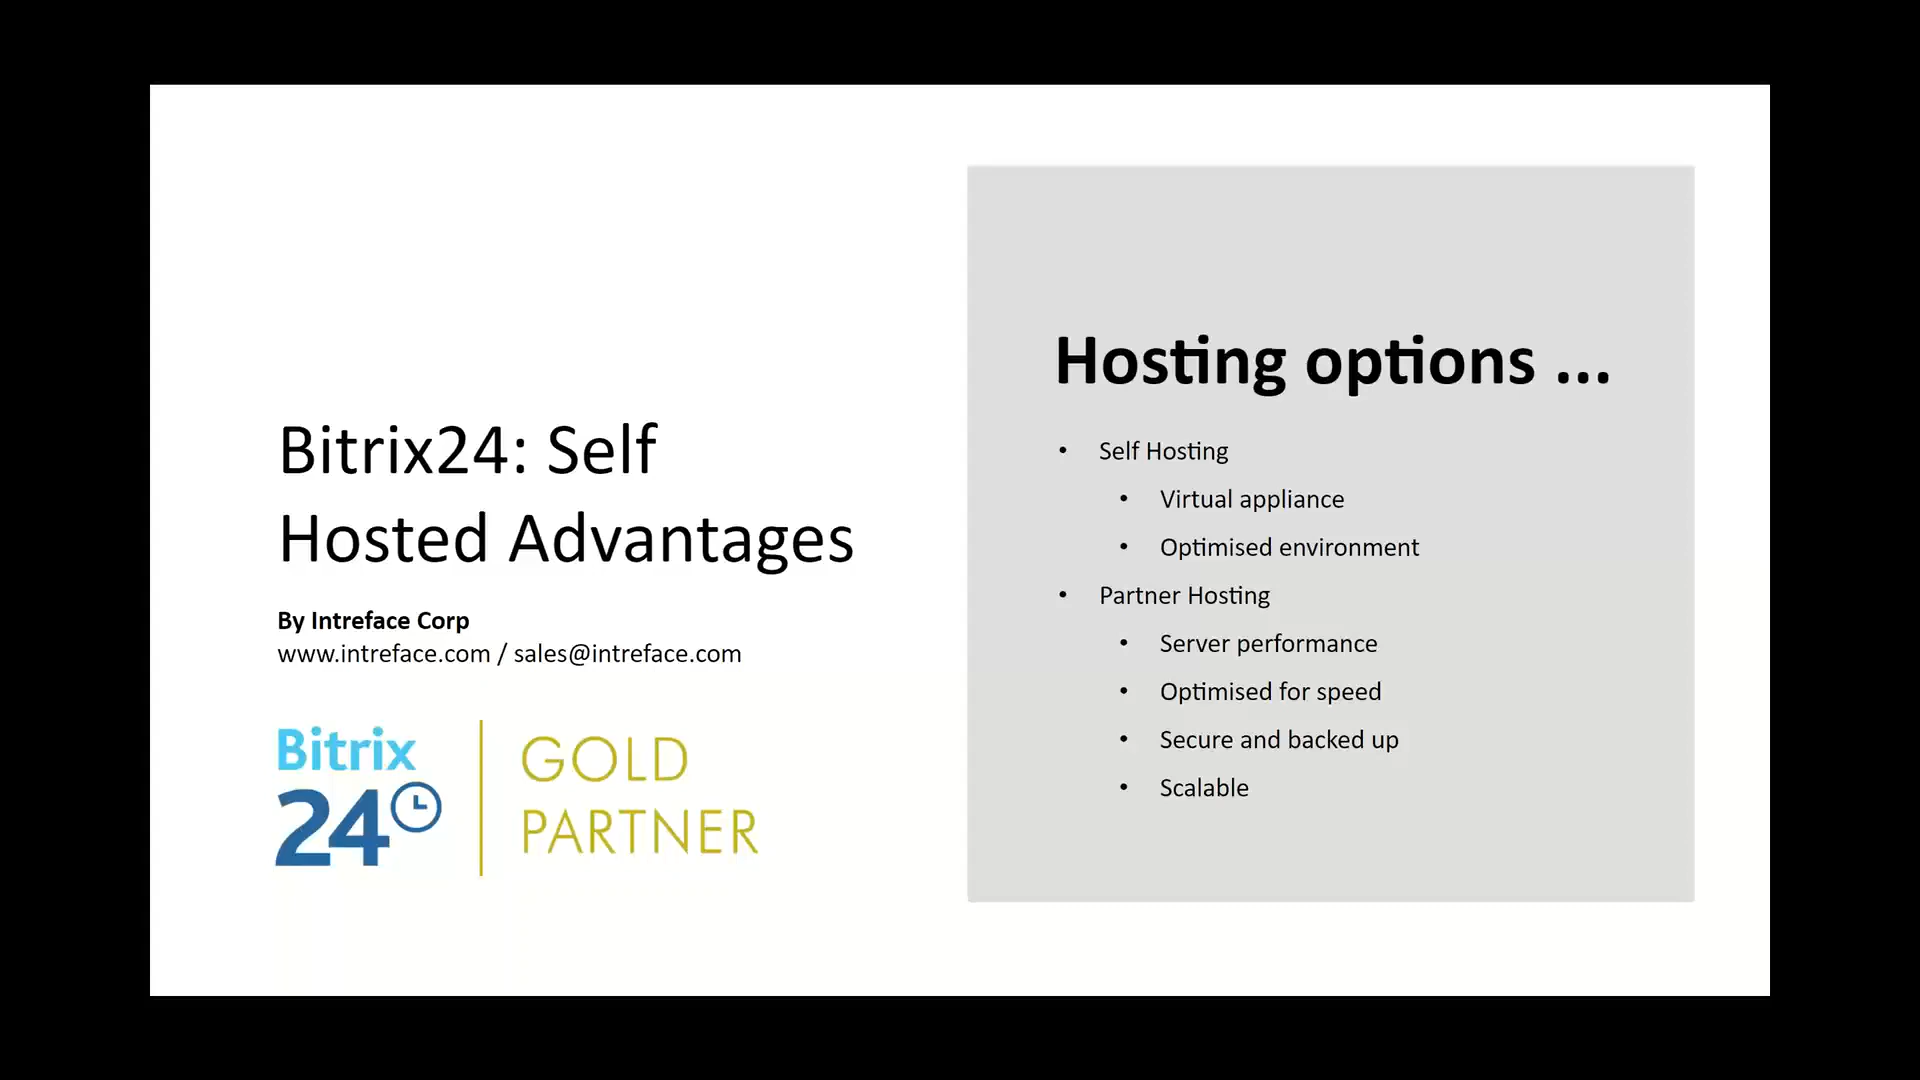 Bitrix24: Self
Hosted Advantages
By Intreface Corp
www.intreface.com / sales@intreface.com
Bitrix
24
GOLD
PARTNER
Hosting options ...
• Self Hosting
• Virtual appliance
• Optimised environment
• Partner Hosting
• Server performance
• Optimised for speed
• Secure and backed up
• Scalable